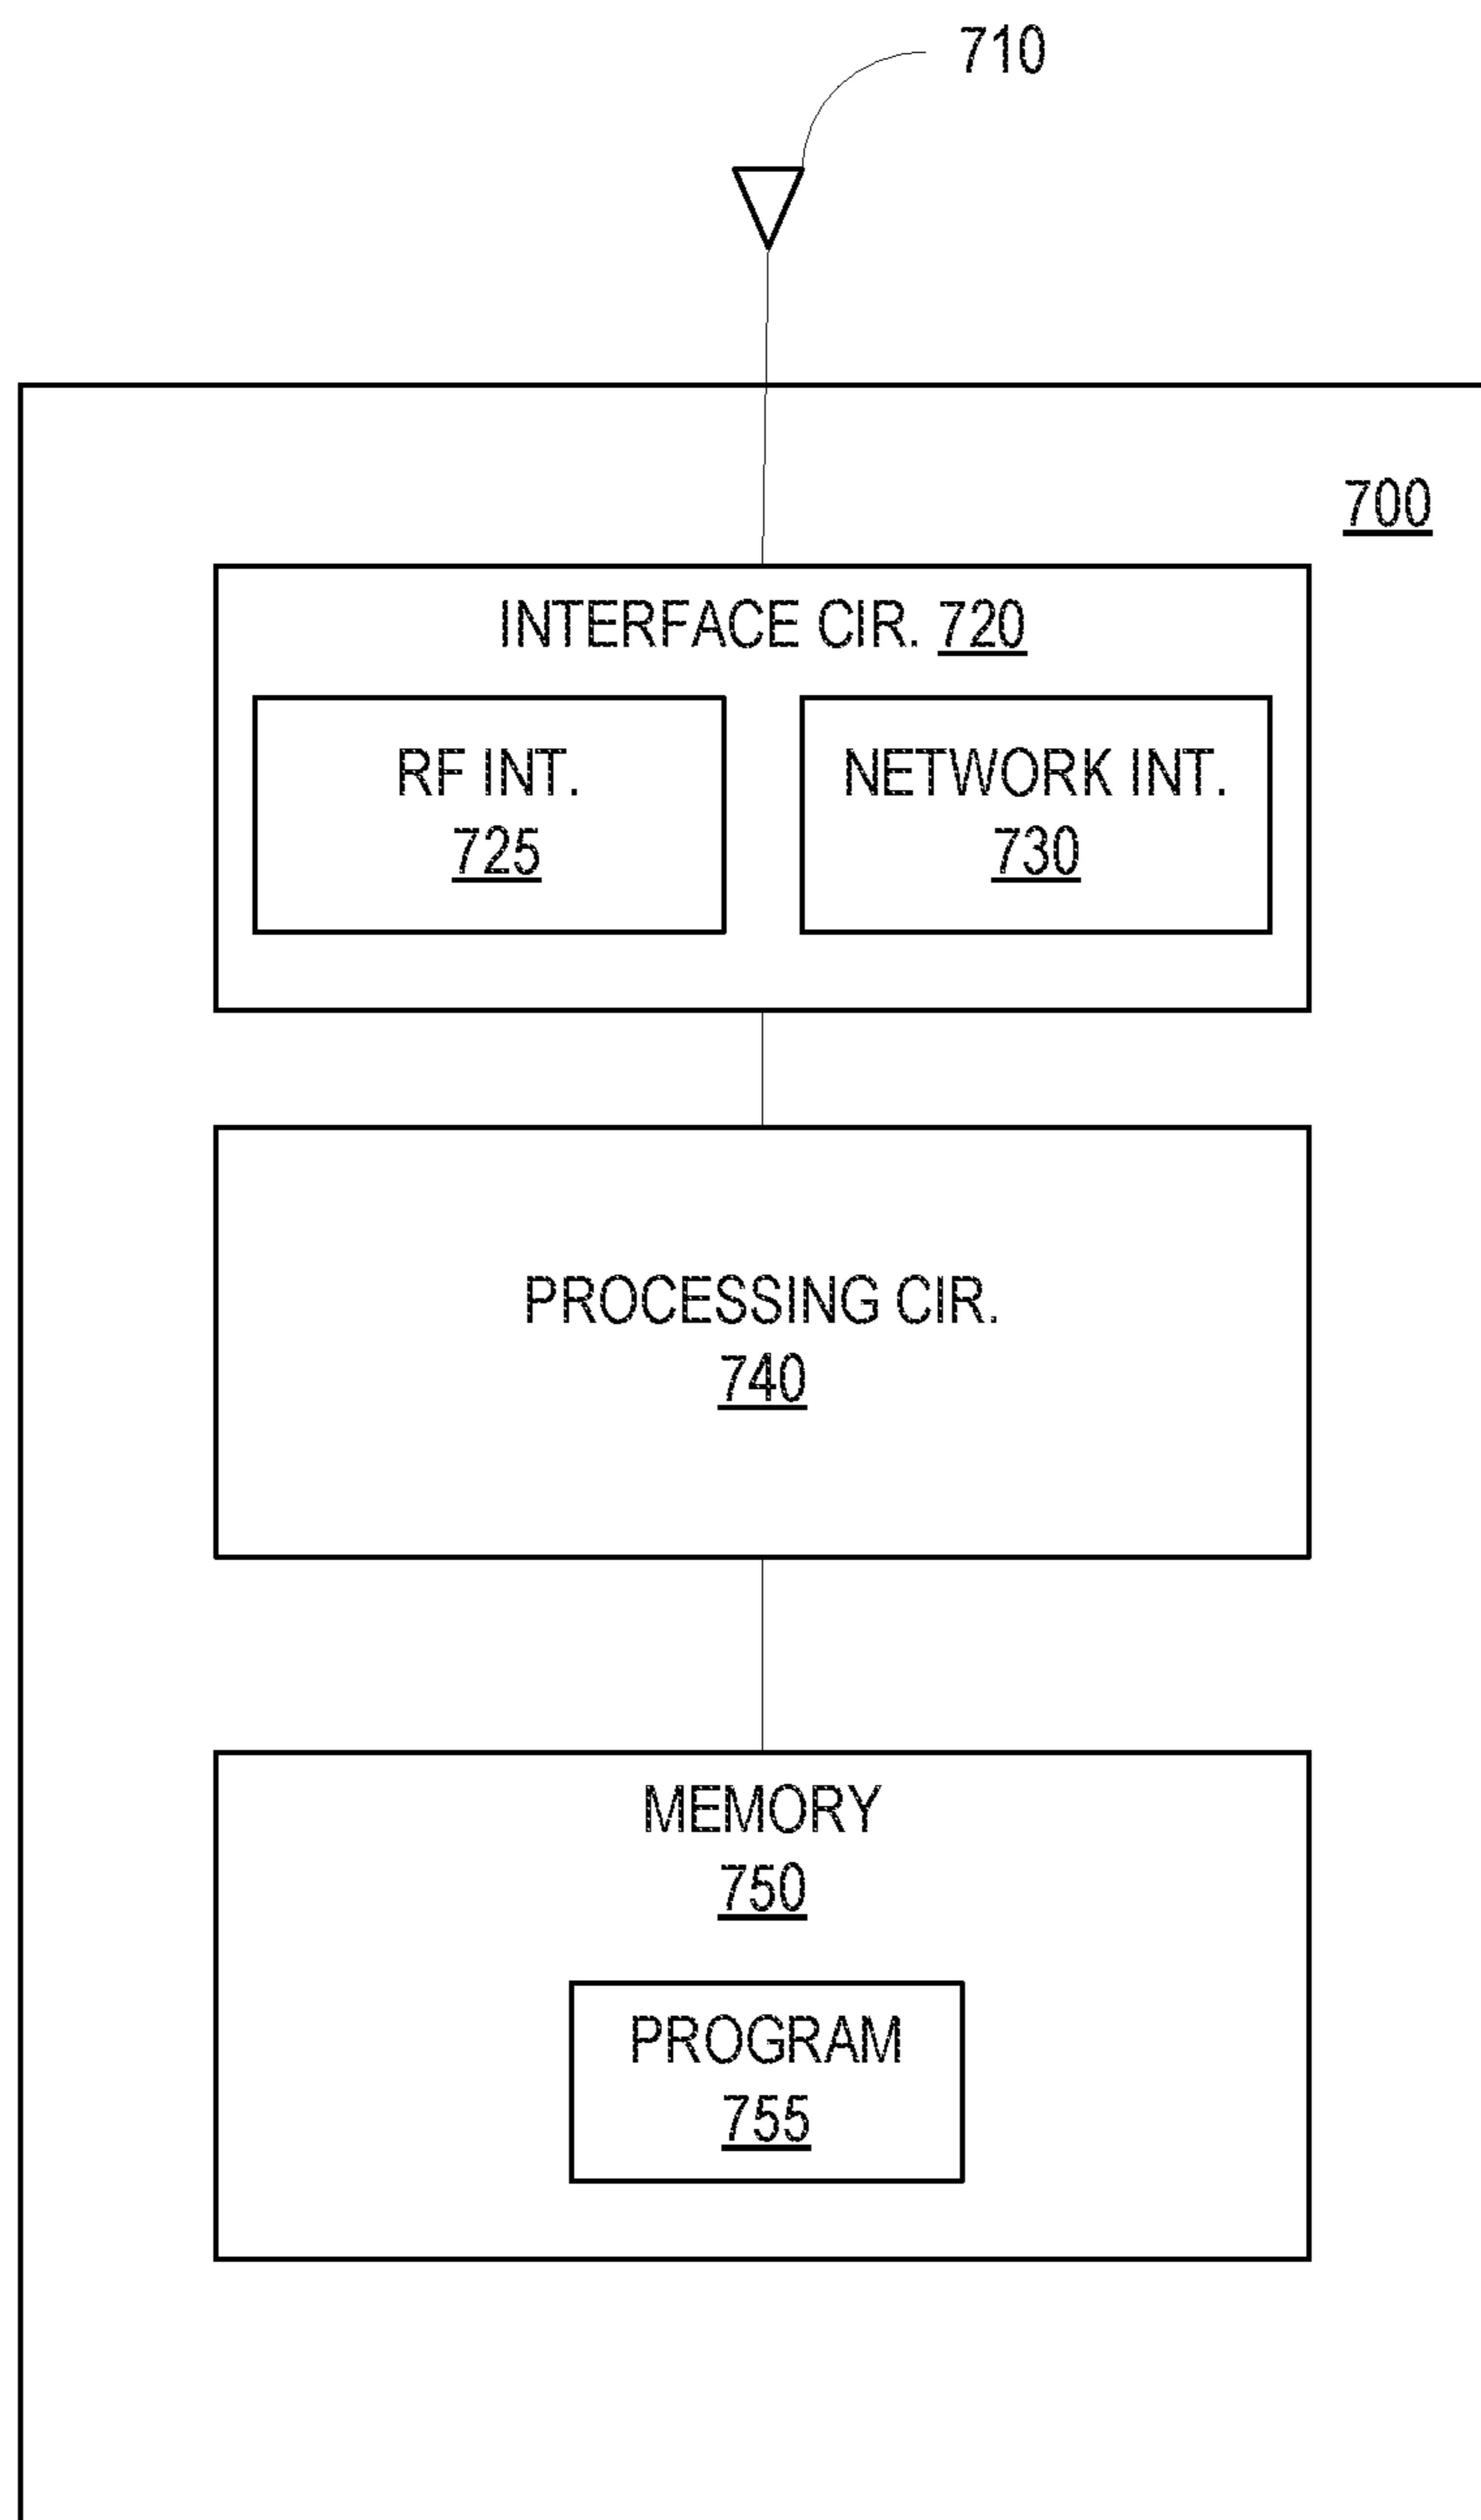 710
700
INTERFACE CIR. 720
RF INT.
725
NETWORK INT.
730
PROCESSING CIR.
740
MEMORY
750
PROGRAM
755